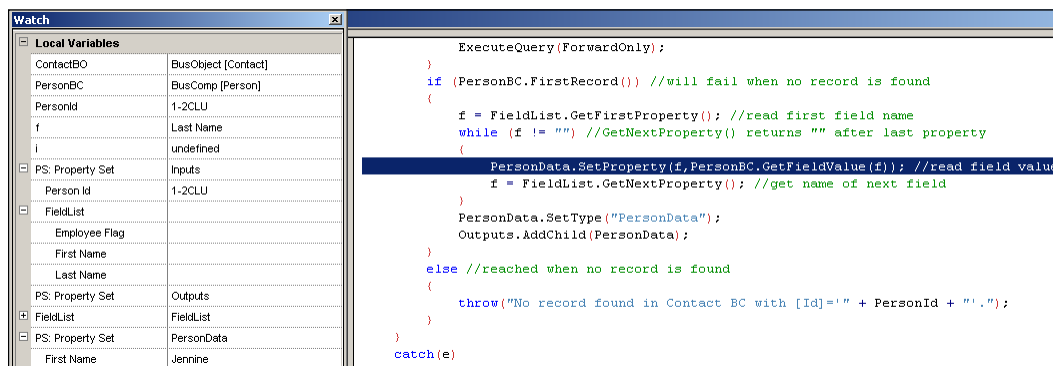 Watch
Local Variables
ContactBO BusObject [Contact]
PersonBC BusComp [Person]
PersonId 1-2CLU
f Last Name
i undefined
PS: Property Set Inputs
Person Id 1-2CLU
FieldList
Employee Flag
First Name
Last Name
PS: Property Set Outputs
FieldList FieldList
PS: Property Set PersonData
First Name Jennine
ExecuteQuery(ForwardOnly);
}
if (PersonBC.FirstRecord()) //will fail when no record is found
{
f = FieldList.GetFirstProperty(); //read first field name
while (f != "") //GetNextProperty() returns "" after last property
{
PersonData.SetProperty(f,PersonBC.GetFieldValue(f)); //read field value
f = FieldList.GetNextProperty(); //get name of next field
}
PersonData.SetType("PersonData");
Outputs.AddChild(PersonData);
}
else //reached when no record is found
{
throw("No record found in Contact BC with [Id]='" + PersonId + "'.");
}
}
catch(e)